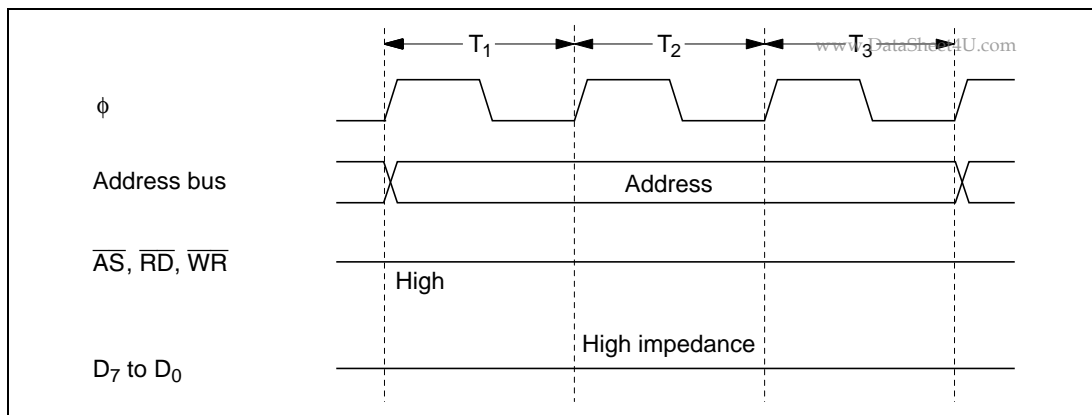 T1 T2 T3
www.DataSheet4U.com
φ
Address bus Address
AS, RD, WR
High
High impedance
D7 to D0